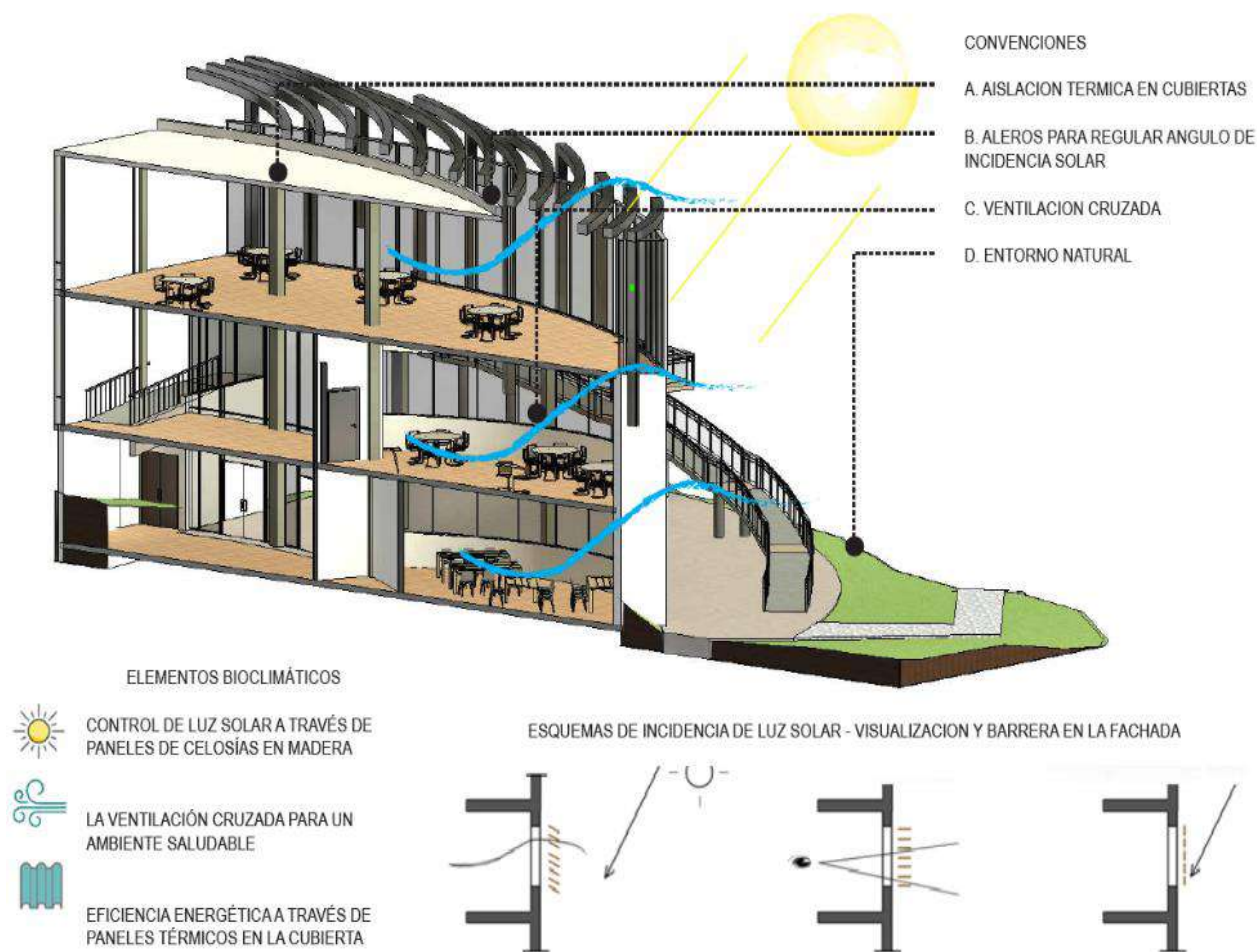 CONVENCIONES
A. AISLACION TERMICA EN CUBIERTAS
B. ALEROS PARA REGULAR ANGULO DE
INCIDENCIA SOLAR
C. VENTILACION CRUZADA
D. ENTORNO NATURAL
ELEMENTOS BIOCLIMÁTICOS
CONTROL DE LUZ SOLAR A TRAVÉS DE
PANELES DE CELOSÍAS EN MADERA
LA VENTILACIÓN CRUZADA PARA UN
AMBIENTE SALUDABLE
EFICIENCIA ENERGÉTICA A TRAVÉS DE
PANELES TÉRMICOS EN LA CUBIERTA
ESQUEMAS DE INCIDENCIA DE LUZ SOLAR - VISUALIZACION Y BARRERA EN LA FACHADA